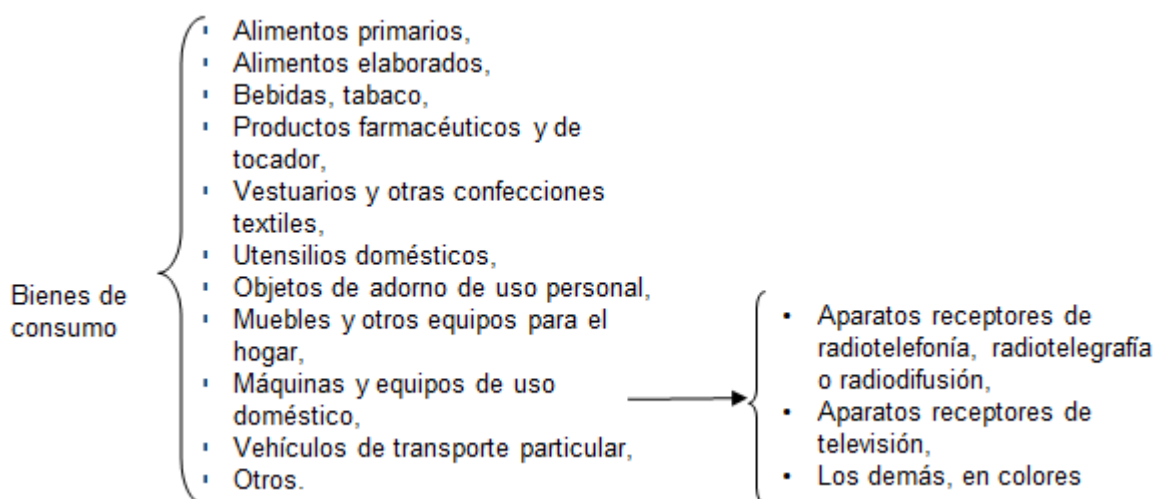 Bienes de
consumo
Alimentos primarios,
Alimentos elaborados,
Bebidas, tabaco,
Productos farmacéuticos y de
tocador,
Vestuarios y otras confecciones
textiles,
Utensilios domésticos,
Objetos de adorno de uso personal,
Muebles y otros equipos para el
hogar,
Máquinas y equipos de uso
doméstico,
Vehículos de transporte particular,
Otros.
Aparatos receptores de
radiotelefonía, radiotelegrafía
o radiodifusión,
Aparatos receptores de
televisión,
Los demás, en colores